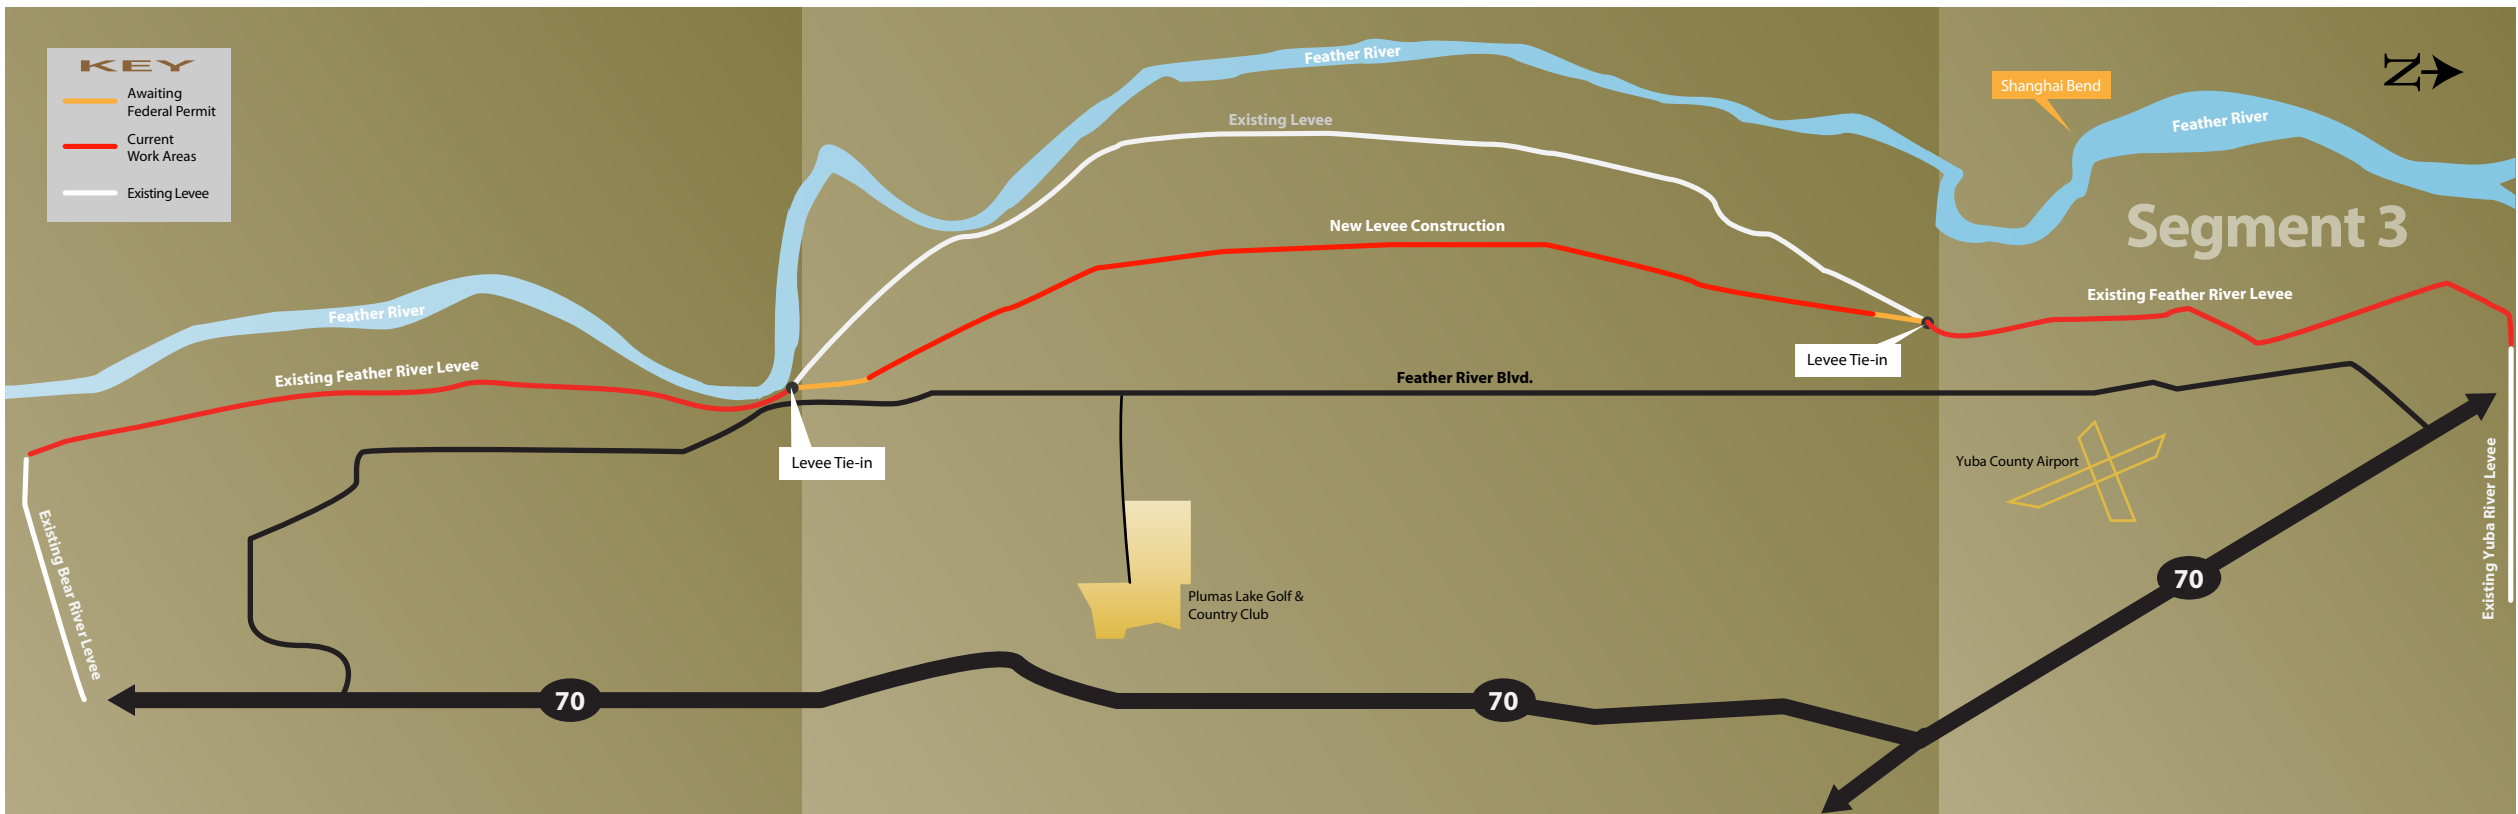 KEY
Awaiting
Federal Permit
Current
Work Areas
Existing Levee
Feather River
Existing Feather River Levee
Existing Bear River Levee
70
Levee Tie-in
Feather River
Existing Levee
New Levee Construction
Feather River Blvd.
Levee Tie-in
Plumas Lake Golf &
Country Club
70
N
Shanghai Bend
Feather River
Segment 3
Existing Feather River Levee
Yuba County Airport
70
Existing Yuba River Levee